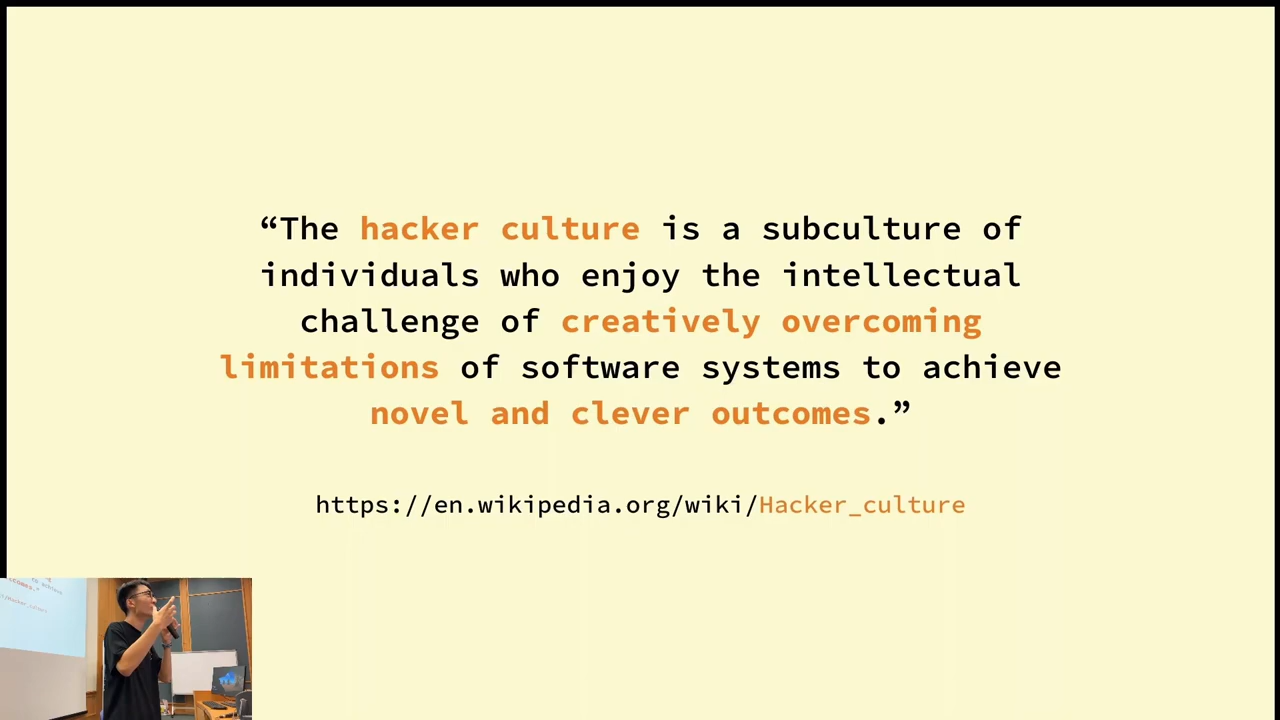 “The hacker culture is a subculture of
individuals who enjoy the intellectual
challenge of creatively overcoming
limitations of software systems to achieve
novel and clever outcomes.”
https://en.wikipedia.org/wiki/Hacker_culture